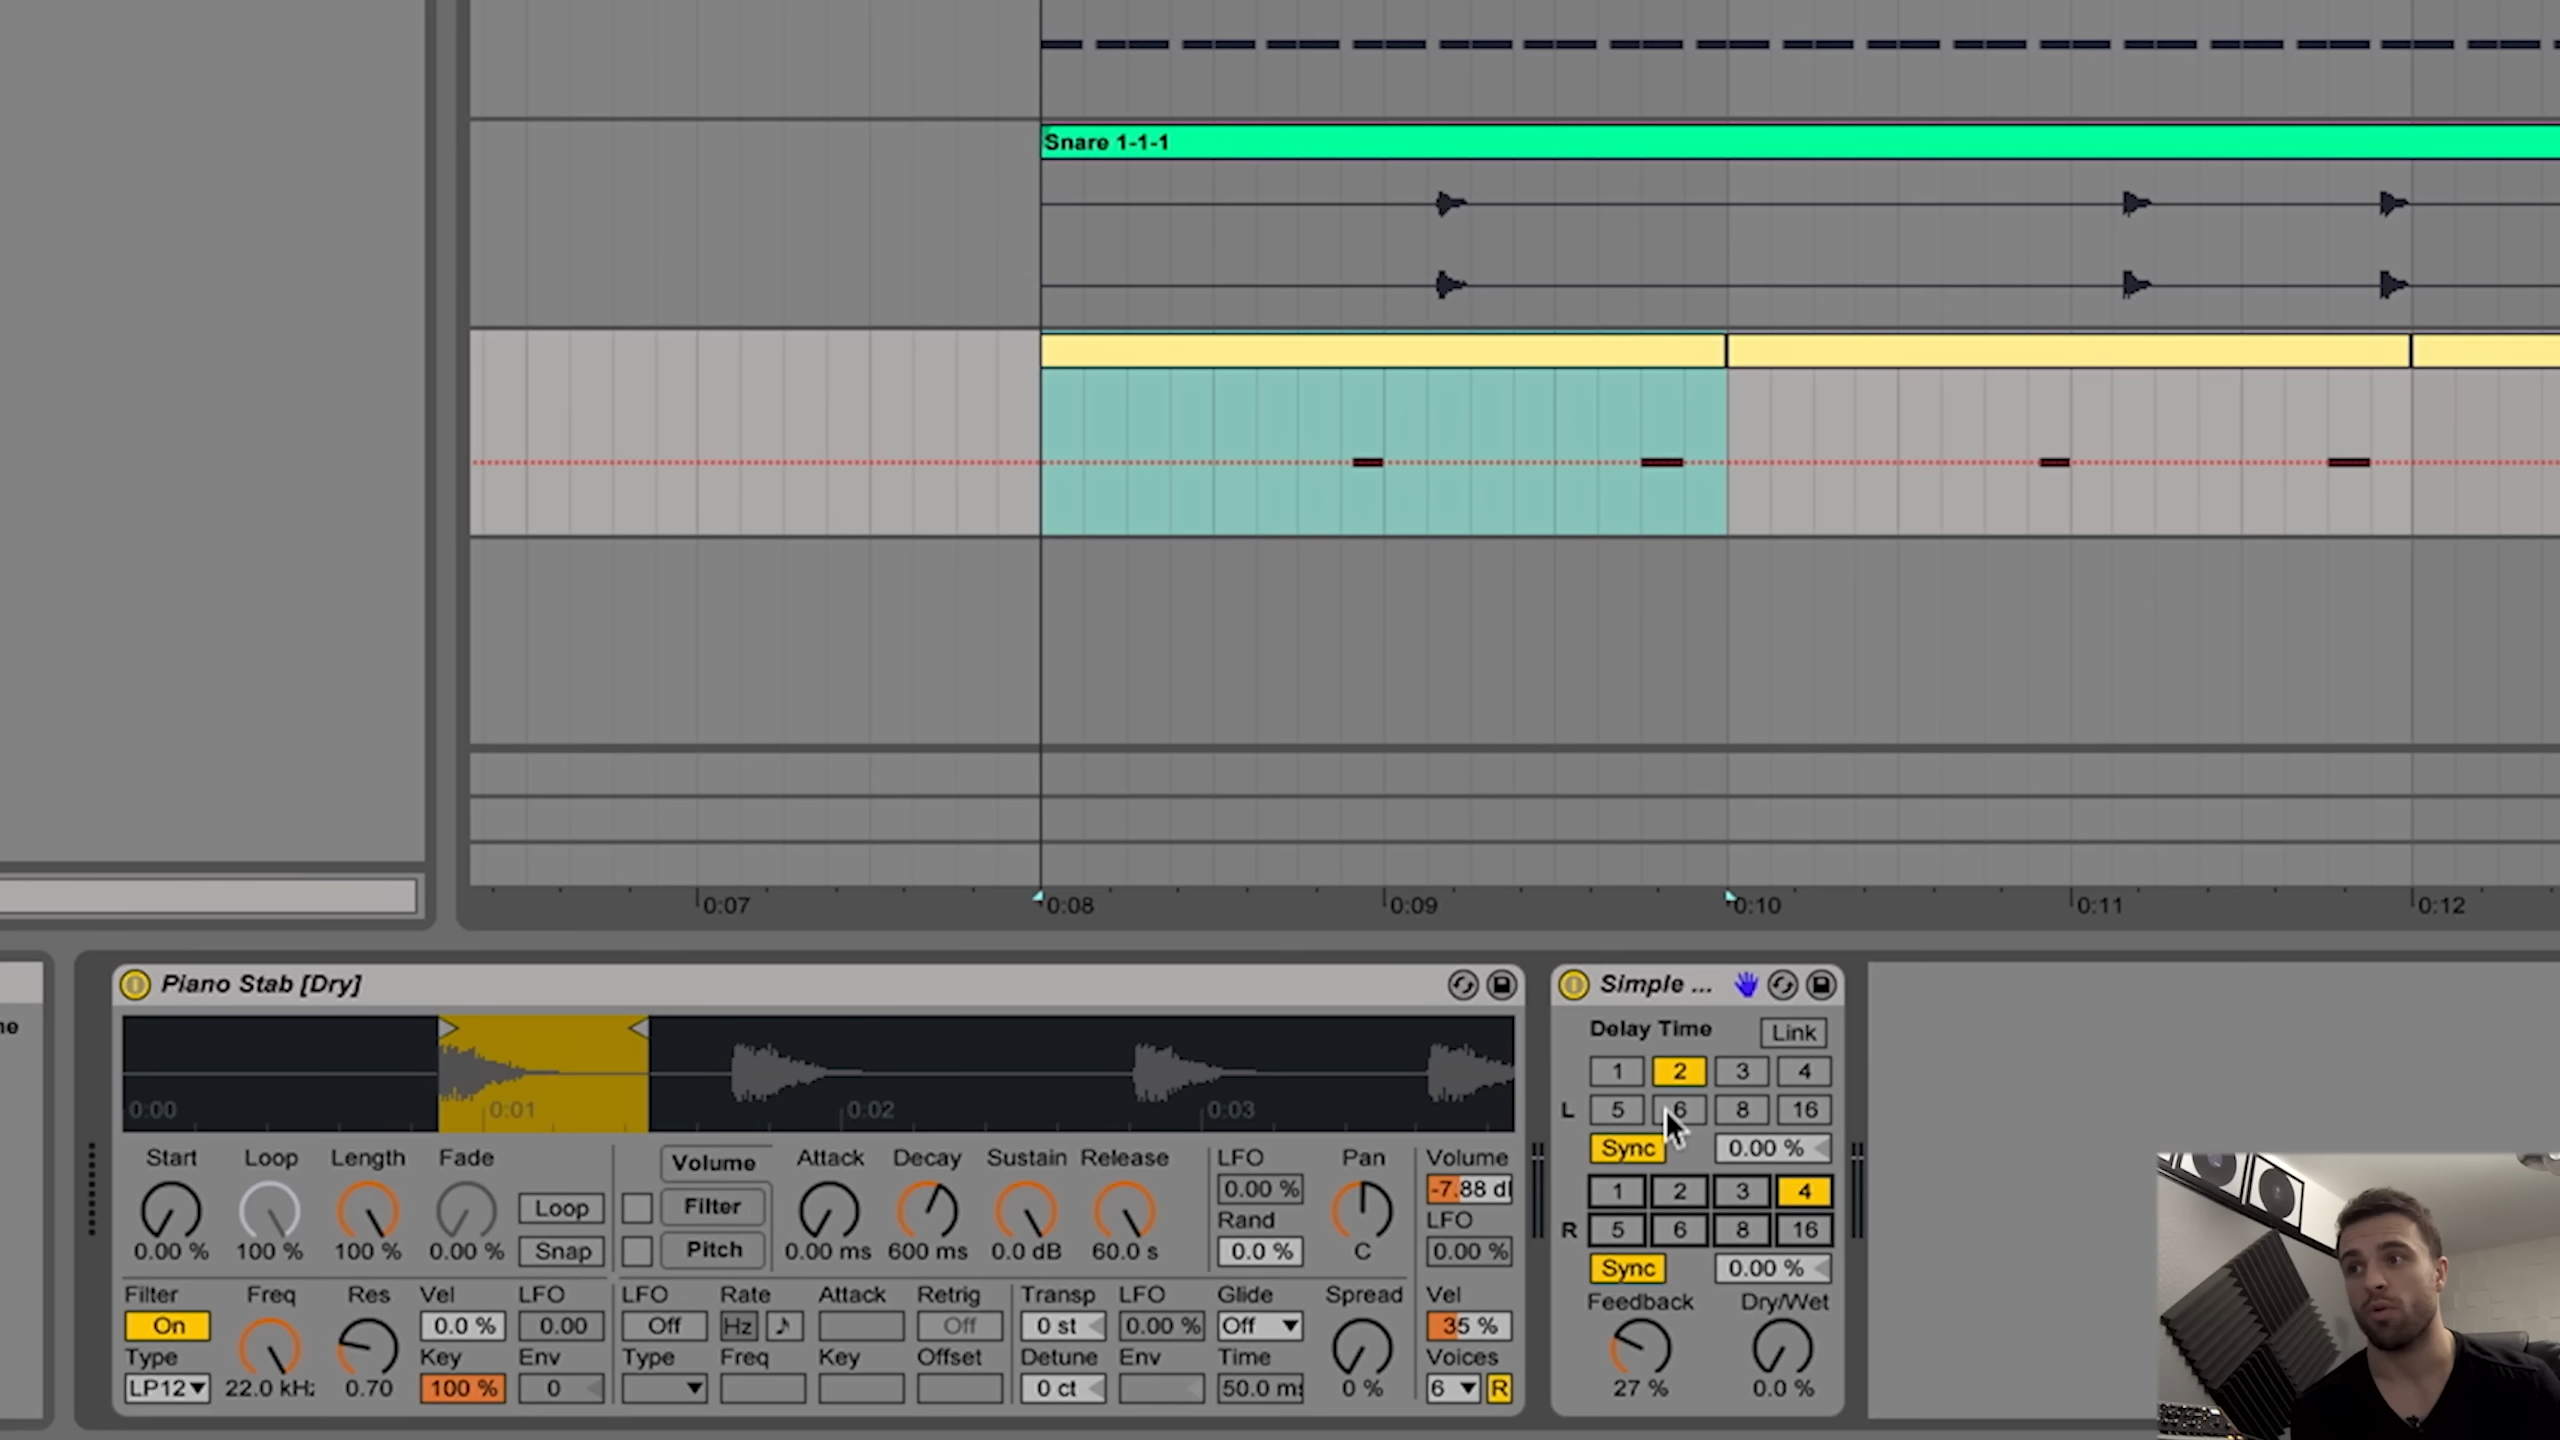 Snare 1-1-1
0:07
0:08
0:09
0:10
0:11
0:12
Piano Stab [Dry]
Simple ...
0:00
0:01
0:02
0:03
Delay Time
Link
1 2 3 4
L 5 6 8 16
Sync 0.00 %
1 2 3 4
R 5 6 8 16
Sync 0.00 %
Feedback Dry/Wet
27 % 0.0 %
Start Loop Length Fade
Loop
Snap
0.00 % 100 % 100 % 0.00 %
Volume
Filter
Pitch
Attack Decay Sustain Release
0.00 ms 600 ms 0.0 dB 60.0 s
LFO
0.00 %
Rand
0.0 %
Pan
C
Volume
-7.88 d
LFO
0.00 %
Filter Freq Res Vel LFO
On 0.0 % 0.00
Type Key Env
LP12 22.0 kHz 0.70 100 % 0
LFO Rate Attack Retrig
Off Hz Off
Type Freq Key Offset
Transp LFO Glide Spread
0 st 0.00 % Off
Detune Env Time
0 ct 50.0 m 0 %
Vel
35 %
Voices
6 R